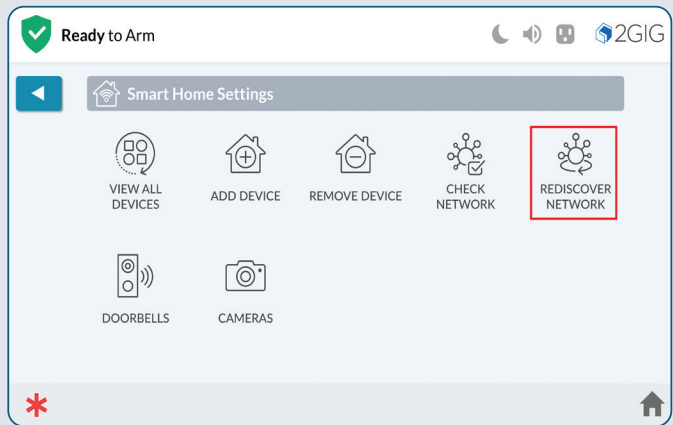 Ready to Arm
2GIG
Smart Home Settings
VIEW ALL
DEVICES
ADD DEVICE
REMOVE DEVICE
CHECK
NETWORK
REDISCOVER
NETWORK
DOORBELLS
CAMERAS